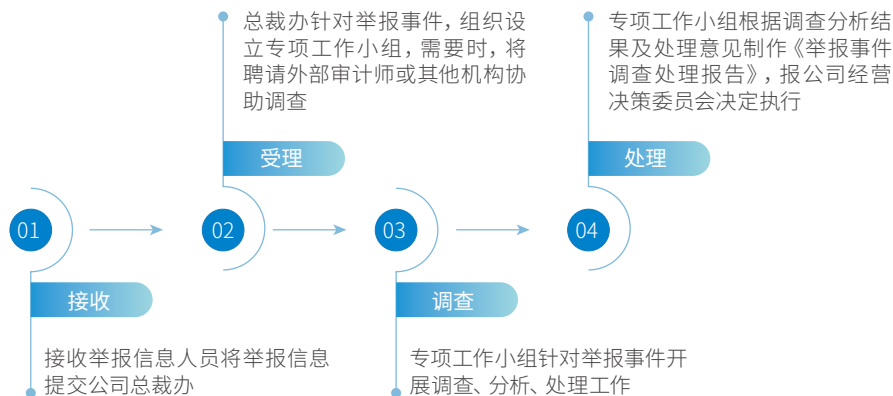 01
接收
接收举报信息人员将举报信息
提交公司总裁办
总裁办针对举报事件，组织设
立专项工作小组，需要时，将
聘请外部审计师或其他机构协
助调查
受理
02
03
调查
专项工作小组针对举报事件开
展调查、分析、处理工作
专项工作小组根据调查分析结
果及处理意见制作《举报事件
调查处理报告》，报公司经营
决策委员会决定执行
处理
04